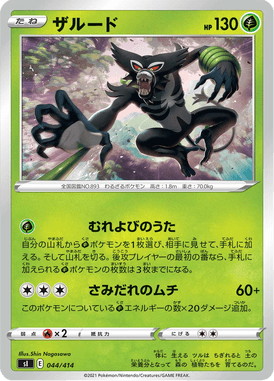 たね ザルード HP 130
全国図鑑NO.893 わるざるポケモン 高さ:1.8m 重さ:70.0kg
むれよびのうた
自分の山札からポケモンを1枚選び、相手に見せて、手札に加
える。そして山札を切る。後攻プレイヤーの最初の番なら、手札に加
えるポケモンの枚数は3枚までになる。
さみだれのムチ 60+
このポケモンについているエネルギーの数×20ダメージ追加。
弱点 ×2 抵抗力 にげる
Illus.Shin Nagasawa
sI E 044/414
©2021 Pokémon/Nintendo/Creatures/GAME FREAK.